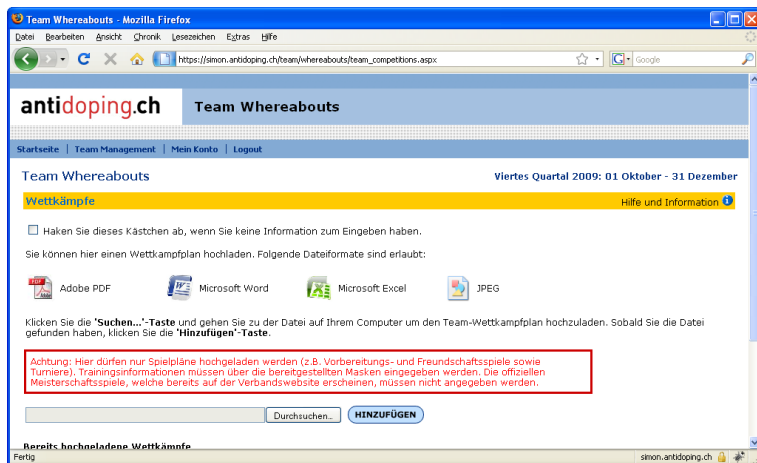 Team Whereabouts - Mozilla Firefox
Datei Bearbeiten Ansicht Chronik Lesezeichen Extras Hilfe
https://simon.antidoping.ch/team/whereabouts/team_competitions.aspx
G Google
antidoping.ch Team Whereabouts
Startseite | Team Management | Mein Konto | Logout
Team Whereabouts Viertes Quartal 2009: 01 Oktober - 31 Dezember
Wettkämpfe Hilfe und Information i
Haken Sie dieses Kästchen ab, wenn Sie keine Information zum Eingeben haben.
Sie können hier einen Wettkampfplan hochladen. Folgende Dateiformate sind erlaubt:
PDF Adobe PDF W Microsoft Word X Microsoft Excel JPEG
Klicken Sie die 'Suchen...'-Taste und gehen Sie zu der Datei auf Ihrem Computer um den Team-Wettkampfplan hochzuladen. Sobald Sie die Datei
gefunden haben, klicken Sie die 'Hinzufügen'-Taste.
Achtung: Hier dürfen nur Spielpläne hochgeladen werden (z.B. Vorbereitungs- und Freundschaftsspiele sowie
Turniere). Trainingsinformationen müssen über die bereitgestellten Masken eingegeben werden. Die offiziellen
Meisterschaftsspiele, welche bereits auf der Verbandswebsite erscheinen, müssen nicht angegeben werden.
Durchsuchen... HINZUFÜGEN
Bereits hochgeladene Wettkämpfe
Fertig simon.antidoping.ch